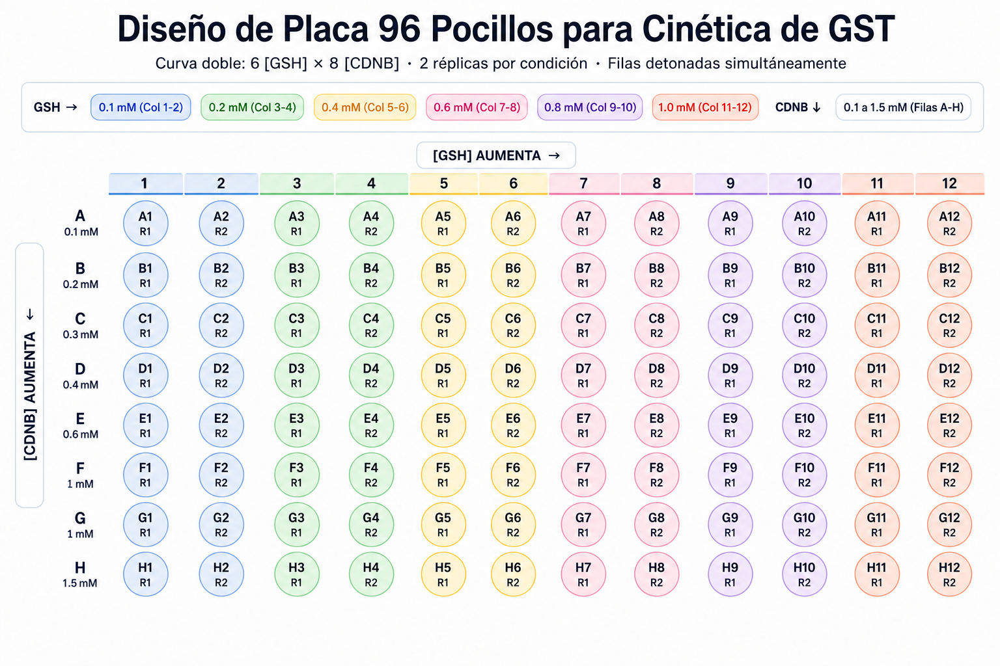 Diseño de Placa 96 Pocillos para Cinética de GST
Curva doble: 6 [GSH] × 8 [CDNB] · 2 réplicas por condición · Filas detonadas simultáneamente
GSH → 0.1 mM (Col 1-2) 0.2 mM (Col 3-4) 0.4 mM (Col 5-6) 0.6 mM (Col 7-8) 0.8 mM (Col 9-10) 1.0 mM (Col 11-12) CDNB ↓ 0.1 a 1.5 mM (Filas A-H)
[GSH] AUMENTA →
1 2 3 4 5 6 7 8 9 10 11 12
[CDNB] AUMENTA →
A A1 A2 A3 A4 A5 A6 A7 A8 A9 A10 A11 A12
0.1 mM R1 R2 R1 R2 R1 R2 R1 R2 R1 R2 R1 R2
B B1 B2 B3 B4 B5 B6 B7 B8 B9 B10 B11 B12
0.2 mM R1 R2 R1 R2 R1 R2 R1 R2 R1 R2 R1 R2
C C1 C2 C3 C4 C5 C6 C7 C8 C9 C10 C11 C12
0.3 mM R1 R2 R1 R2 R1 R2 R1 R2 R1 R2 R1 R2
D D1 D2 D3 D4 D5 D6 D7 D8 D9 D10 D11 D12
0.4 mM R1 R2 R1 R2 R1 R2 R1 R2 R1 R2 R1 R2
E E1 E2 E3 E4 E5 E6 E7 E8 E9 E10 E11 E12
0.6 mM R1 R2 R1 R2 R1 R2 R1 R2 R1 R2 R1 R2
F F1 F2 F3 F4 F5 F6 F7 F8 F9 F10 F11 F12
1 mM R1 R2 R1 R2 R1 R2 R1 R2 R1 R2 R1 R2
G G1 G2 G3 G4 G5 G6 G7 G8 G9 G10 G11 G12
1 mM R1 R2 R1 R2 R1 R2 R1 R2 R1 R2 R1 R2
H H1 H2 H3 H4 H5 H6 H7 H8 H9 H10 H11 H12
1.5 mM R1 R2 R1 R2 R1 R2 R1 R2 R1 R2 R1 R2